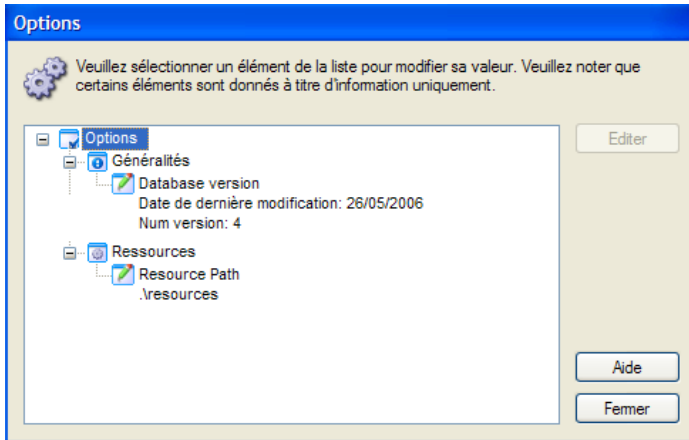 Options
Veuillez sélectionner un élément de la liste pour modifier sa valeur. Veuillez noter que
certains éléments sont donnés à titre d'information uniquement.
Options
Editer
Généralités
Database version
Date de dernière modification: 26/05/2006
Num version: 4
Ressources
Resource Path
.\resources
Aide
Fermer